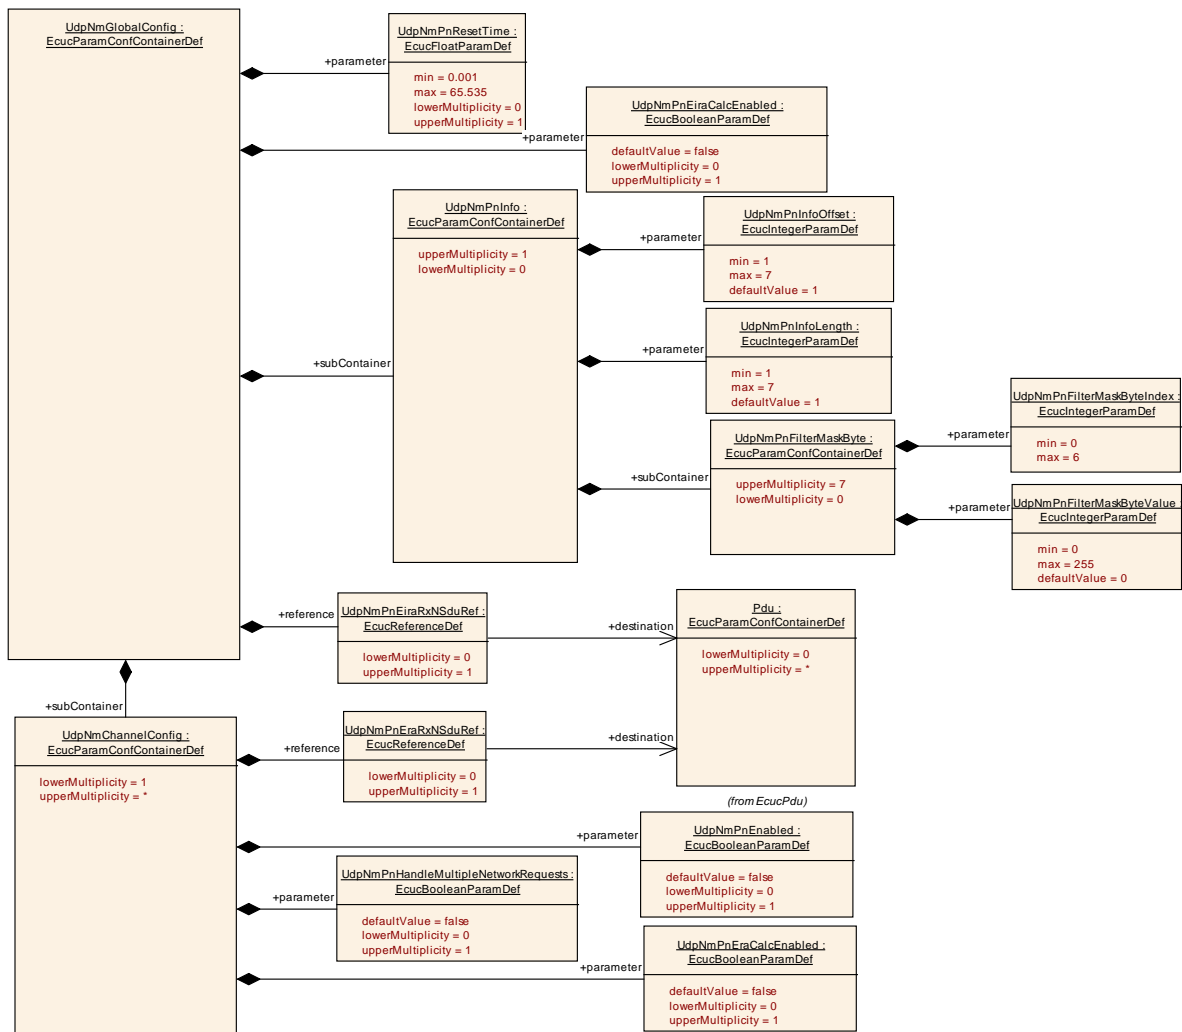 UdpNmGlobalConfig :
EcucParamConfContainerDef
+parameter
UdpNmPnResetTime :
EcucFloatParamDef
min = 0.001
max = 65.535
lowerMultiplicity = 0
upperMultiplicity = 1
+parameter
UdpNmPnEiraCalcEnabled :
EcucBooleanParamDef
defaultValue = false
lowerMultiplicity = 0
upperMultiplicity = 1
+subContainer
UdpNmPnInfo :
EcucParamConfContainerDef
upperMultiplicity = 1
lowerMultiplicity = 0
+parameter
UdpNmPnInfoOffset :
EcucIntegerParamDef
min = 1
max = 7
defaultValue = 1
+parameter
UdpNmPnInfoLength :
EcucIntegerParamDef
min = 1
max = 7
defaultValue = 1
+subContainer
UdpNmPnFilterMaskByte :
EcucParamConfContainerDef
upperMultiplicity = 7
lowerMultiplicity = 0
+parameter
UdpNmPnFilterMaskByteIndex :
EcucIntegerParamDef
min = 0
max = 6
+parameter
UdpNmPnFilterMaskByteValue :
EcucIntegerParamDef
min = 0
max = 255
defaultValue = 0
+reference
UdpNmPnEiraRxNSduRef :
EcucReferenceDef
lowerMultiplicity = 0
upperMultiplicity = 1
+destination
Pdu :
EcucParamConfContainerDef
lowerMultiplicity = 0
upperMultiplicity = *
(from EcucPdu)
+subContainer
UdpNmChannelConfig :
EcucParamConfContainerDef
lowerMultiplicity = 1
upperMultiplicity = *
+reference
UdpNmPnEraRxNSduRef :
EcucReferenceDef
lowerMultiplicity = 0
upperMultiplicity = 1
+destination
+parameter
UdpNmPnEnabled :
EcucBooleanParamDef
defaultValue = false
lowerMultiplicity = 0
upperMultiplicity = 1
+parameter
UdpNmPnHandleMultipleNetworkRequests :
EcucBooleanParamDef
defaultValue = false
lowerMultiplicity = 0
upperMultiplicity = 1
+parameter
UdpNmPnEraCalcEnabled :
EcucBooleanParamDef
defaultValue = false
lowerMultiplicity = 0
upperMultiplicity = 1